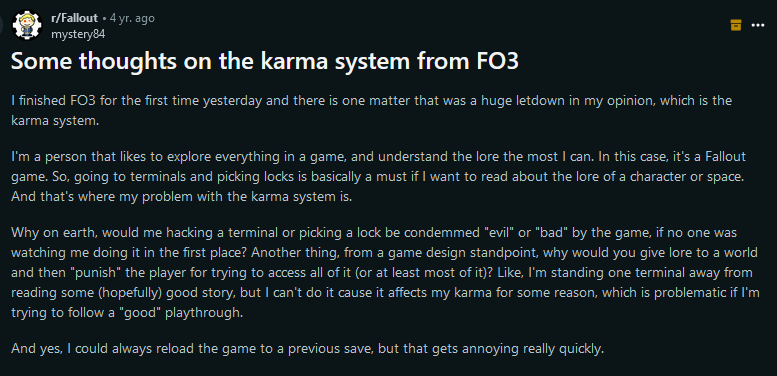 r/Fallout • 4 yr. ago
mystery84
Some thoughts on the karma system from FO3
I finished FO3 for the first time yesterday and there is one matter that was a huge letdown in my opinion, which is the
karma system.
I'm a person that likes to explore everything in a game, and understand the lore the most I can. In this case, it's a Fallout
game. So, going to terminals and picking locks is basically a must if I want to read about the lore of a character or space.
And that's where my problem with the karma system is.
Why on earth, would me hacking a terminal or picking a lock be condemmed "evil" or "bad" by the game, if no one was
watching me doing it in the first place? Another thing, from a game design standpoint, why would you give lore to a world
and then "punish" the player for trying to access all of it (or at least most of it)? Like, I'm standing one terminal away from
reading some (hopefully) good story, but I can't do it cause it affects my karma for some reason, which is problematic if I'm
trying to follow a "good" playthrough.
And yes, I could always reload the game to a previous save, but that gets annoying really quickly.